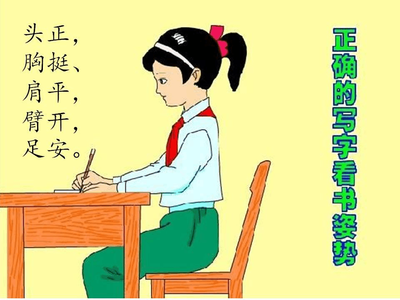 头正，
胸挺、
肩平，
臂开，
足安。
正确的写字看书姿势